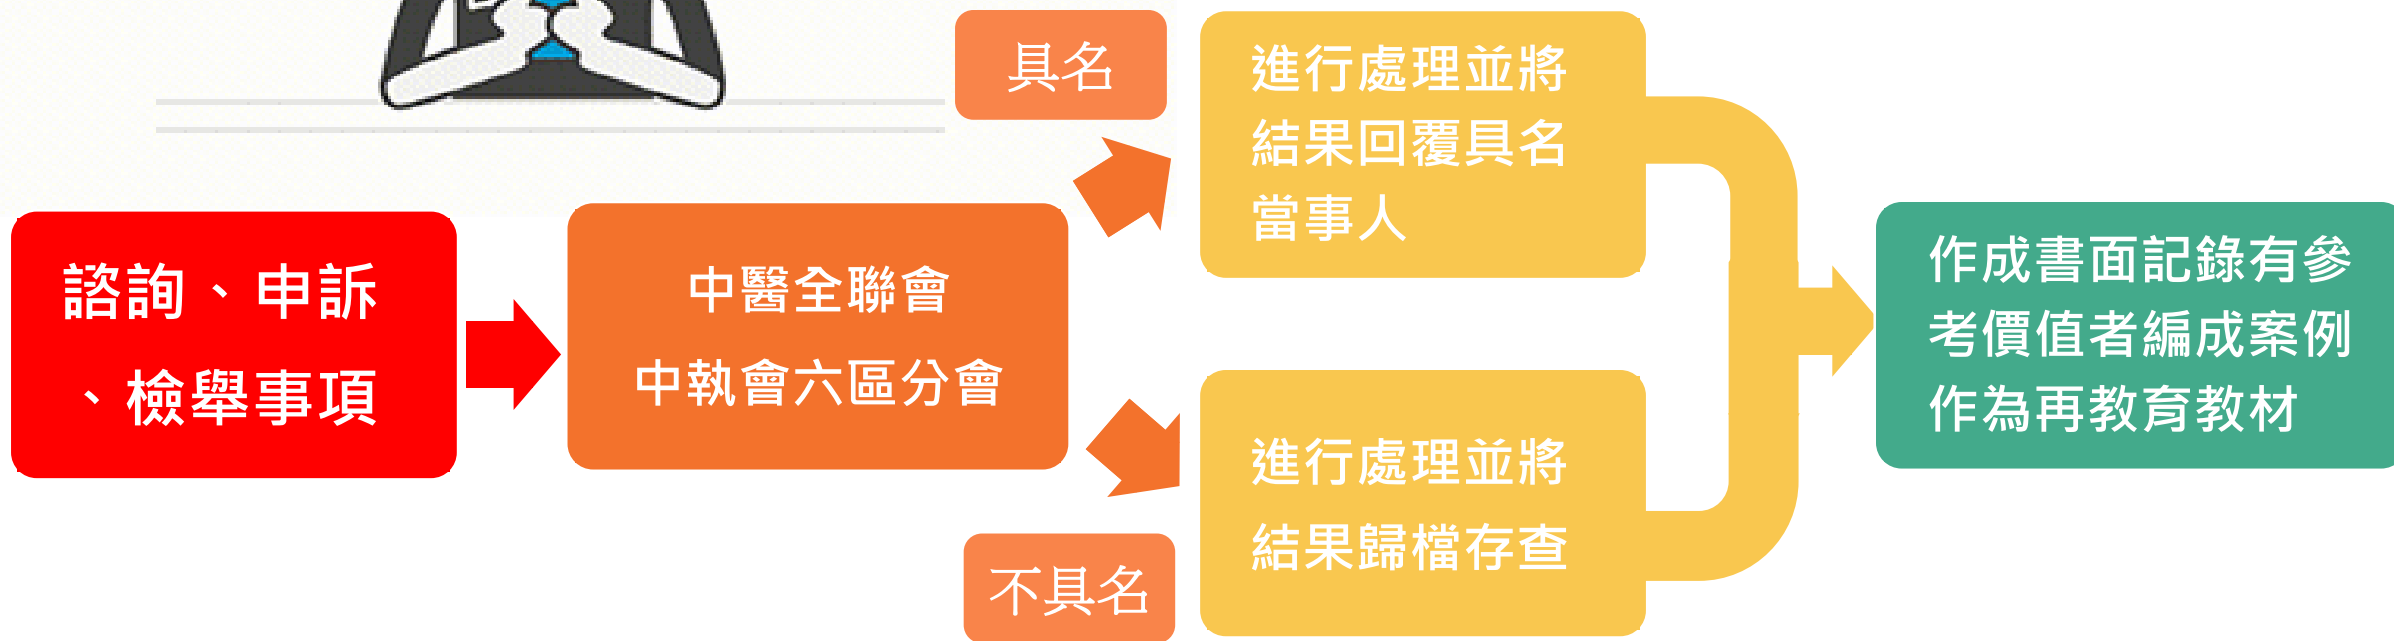 諮詢、申訴
、檢舉事項
中醫全聯會
中執會六區分會
具名
進行處理並將
結果回覆具名
當事人
不具名
進行處理並將
結果歸檔存查
作成書面記錄有參
考價值者編成案例
作為再教育教材